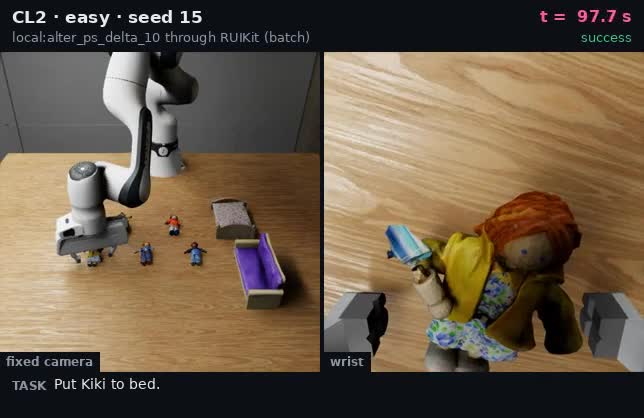 CL2 · easy · seed 15
t = 97.7 s
local:alter_ps_delta_10 through RUIKit (batch)
success
fixed camera
wrist
TASK Put Kiki to bed.